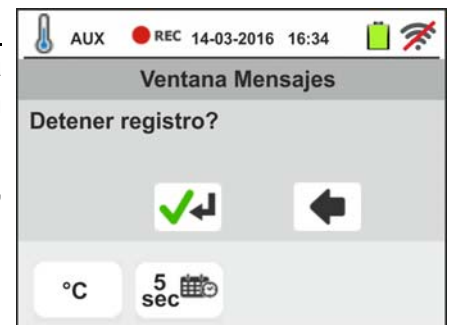 AUX REC 14-03-2016 16:34
Ventana Mensajes
Detener registro?
°C 5 sec